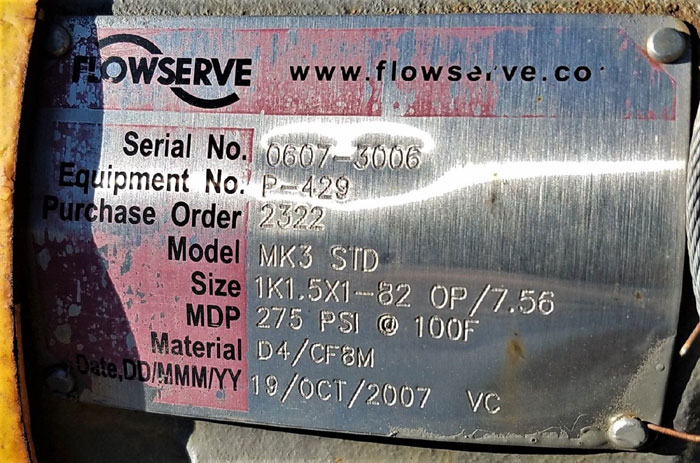 FLOWSERVE www.flowserve.co
Serial No. 0607-3006
Equipment No. P-429
Purchase Order 2322
Model MK3 STD
Size 1K1.5X1-82 OP/7.56
MDP 275 PSI @ 100F
Material D4/CF8M
Date,DD/MMM/YY 19/OCT/2007 VC